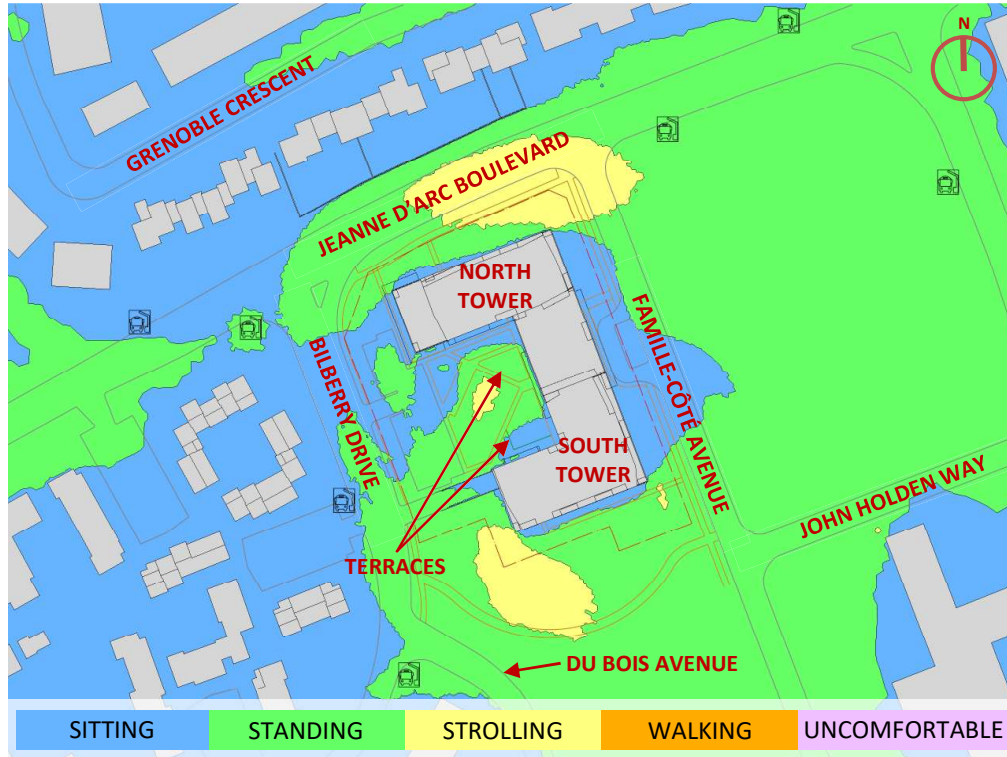 N
GRENOBLE CRESCENT
JEANNE D'ARC BOULEVARD
NORTH
TOWER
FAMILLE-CÔTÉ AVENUE
BILBERRY DRIVE
SOUTH
TOWER
JOHN HOLDEN WAY
TERRACES
DU BOIS AVENUE
SITTING
STANDING
STROLLING
WALKING
UNCOMFORTABLE